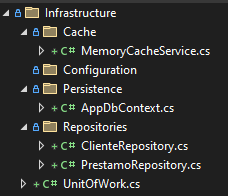 Infrastructure
Cache
C# MemoryCacheService.cs
Configuration
Persistence
C# AppDbContext.cs
Repositories
C# ClienteRepository.cs
C# PrestamoRepository.cs
C# UnitOfWork.cs